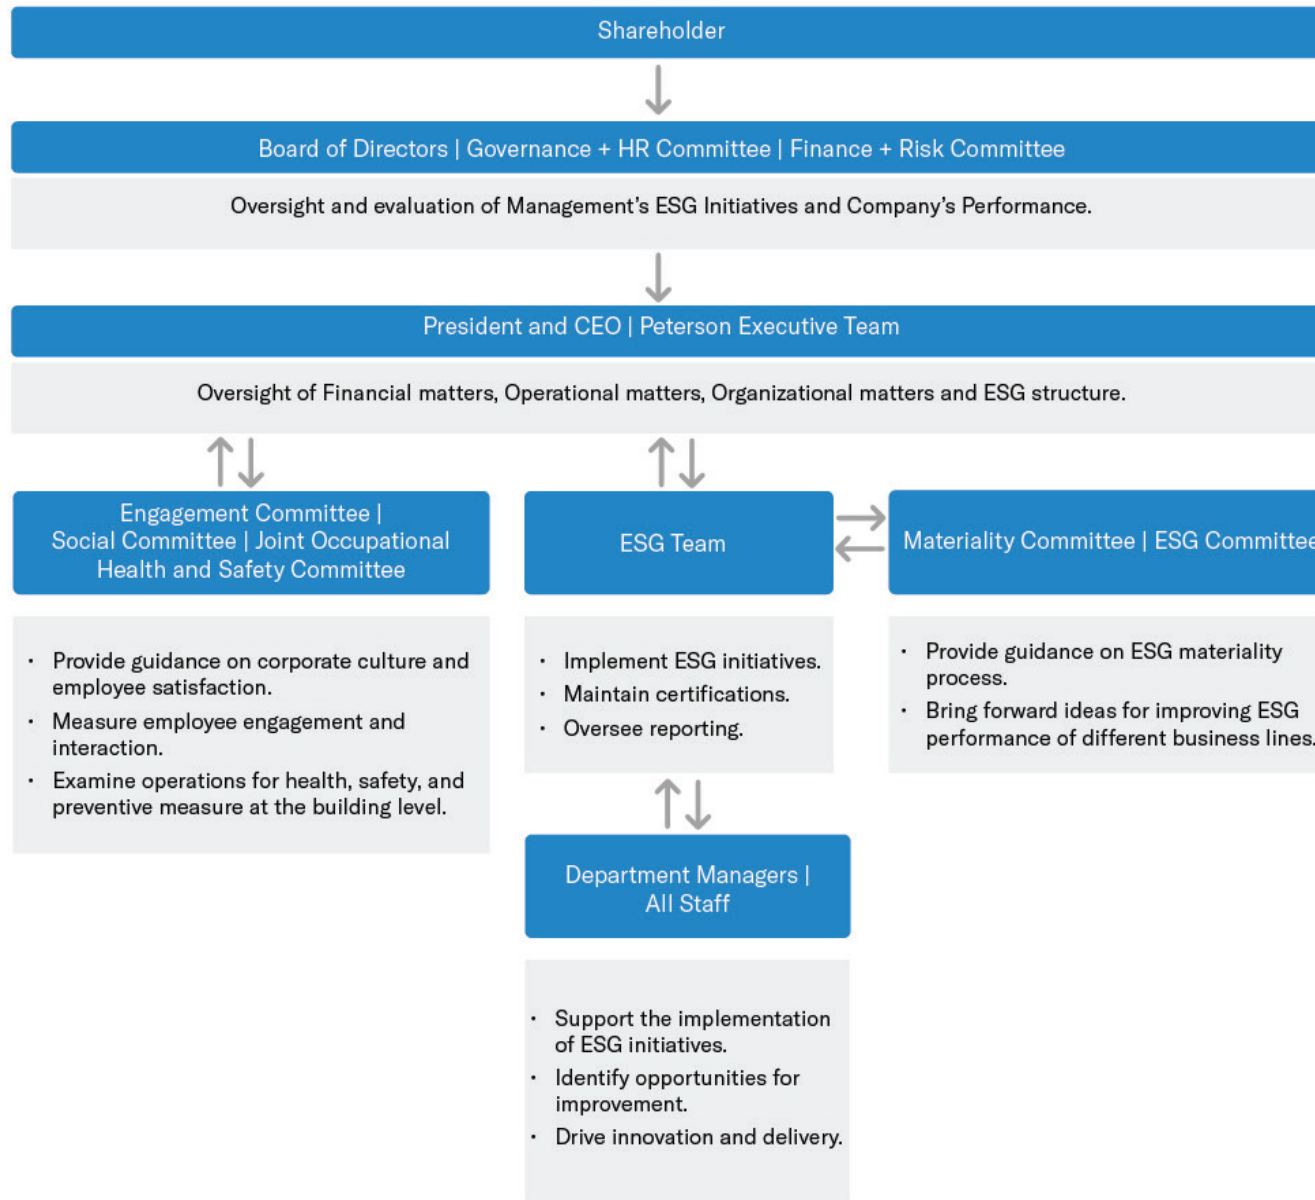 Shareholder
Board of Directors | Governance + HR Committee | Finance + Risk Committee
Oversight and evaluation of Management's ESG Initiatives and Company's Performance.
President and CEO | Peterson Executive Team
Oversight of Financial matters, Operational matters, Organizational matters and ESG structure.
Engagement Committee |
Social Committee | Joint Occupational
Health and Safety Committee
· Provide guidance on corporate culture and
employee satisfaction.
· Measure employee engagement and
interaction.
· Examine operations for health, safety, and
preventive measure at the building level.
ESG Team
· Implement ESG initiatives.
· Maintain certifications.
· Oversee reporting.
Materiality Committee | ESG Committee
· Provide guidance on ESG materiality
process.
· Bring forward ideas for improving ESG
performance of different business lines.
Department Managers |
All Staff
· Support the implementation
of ESG initiatives.
· Identify opportunities for
improvement.
· Drive innovation and delivery.